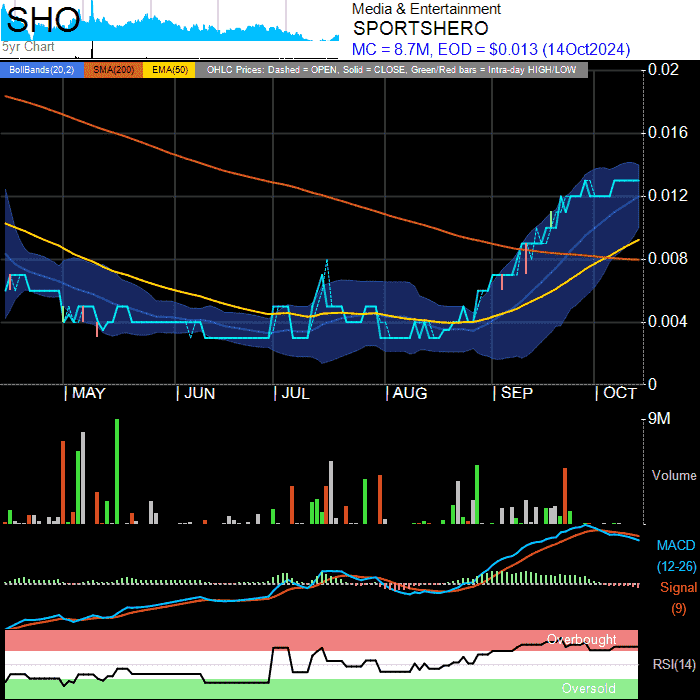 SHO
5yr Chart
Media & Entertainment
SPORTSHERO
MC = 8.7M, EOD = $0.013 (14Oct2024)
BollBands(20,2) SMA(200) EMA(50) OHLC Prices: Dashed = OPEN, Solid = CLOSE, Green/Red bars = Intra-day HIGH/LOW
0.02
0.016
0.012
0.008
0.004
0
| MAY | JUN | JUL | AUG | SEP | OCT
9M
Volume
MACD
(12-26)
Signal
(9)
Overbought
RSI(14)
Oversold